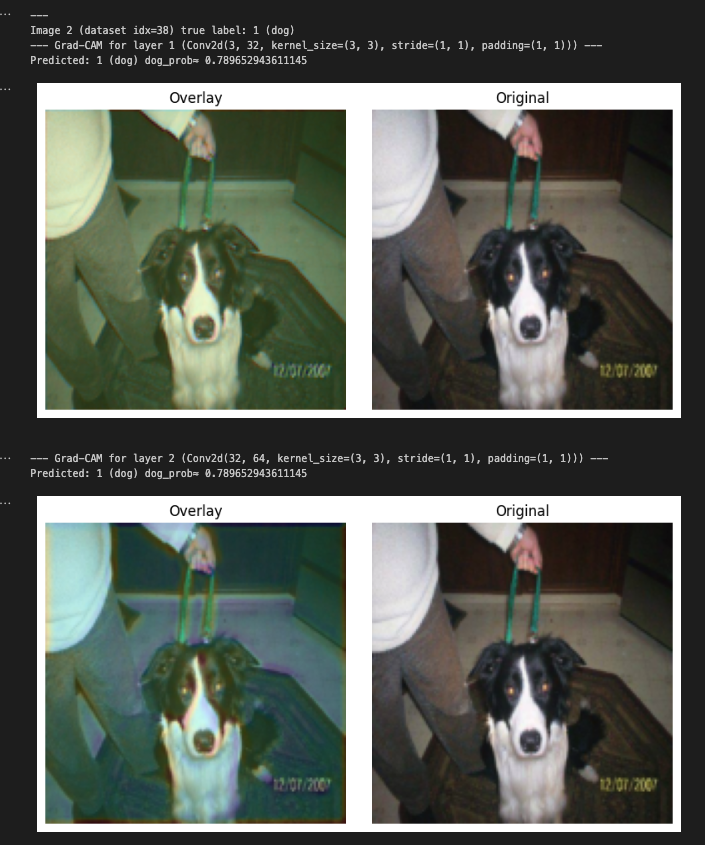 ---
Image 2 (dataset idx=38) true label: 1 (dog)
--- Grad-CAM for layer 1 (Conv2d(3, 32, kernel_size=(3, 3), stride=(1, 1), padding=(1, 1))) ---
Predicted: 1 (dog) dog_prob≈ 0.789652943611145
Overlay Original
12/07/2007 12/07/2007
--- Grad-CAM for layer 2 (Conv2d(32, 64, kernel_size=(3, 3), stride=(1, 1), padding=(1, 1))) ---
Predicted: 1 (dog) dog_prob≈ 0.789652943611145
Overlay Original
12/07/2007 12/07/2007